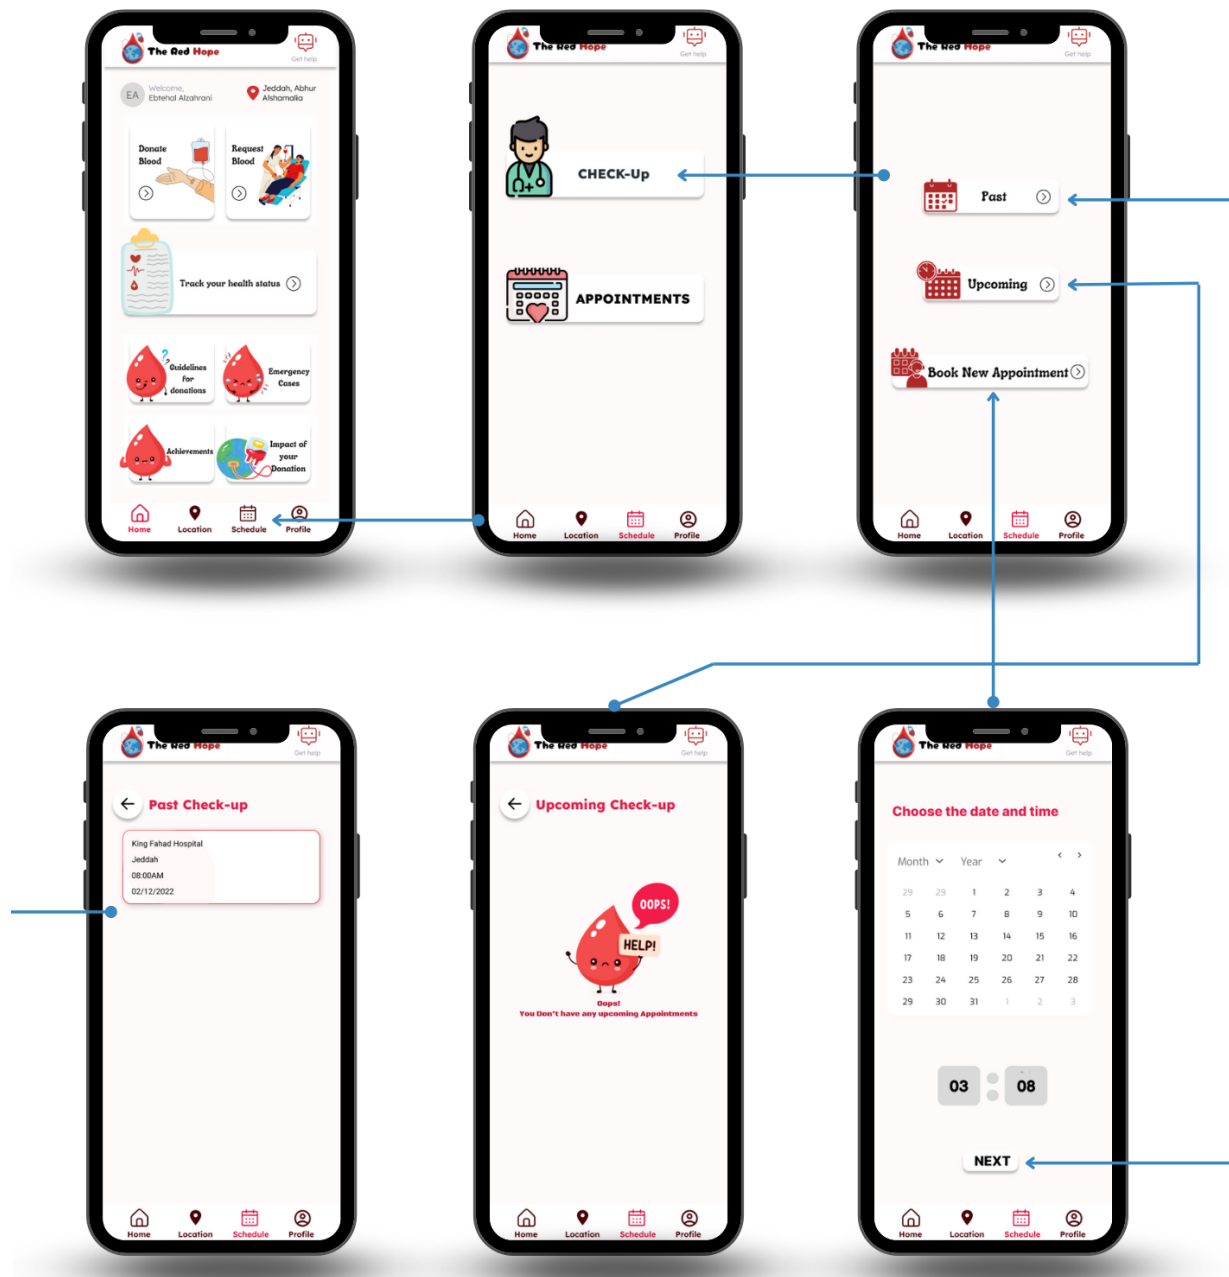 The Red Hope
Get help
Welcome,
Ebtehal Alzahrani
EA
Jeddah, Abhur
Alshamalia
Donate
Blood
Request
Blood
Track your health status
Guidelines
for
donations
Emergency
Cases
Achievements
Impact of
your
Donation
Home
Location
Schedule
Profile
The Red Hope
Get help
CHECK-Up
APPOINTMENTS
Home
Location
Schedule
Profile
The Red Hope
Get help
Past
Upcoming
Book New Appointment
Home
Location
Schedule
Profile
The Red Hope
Get help
Past Check-up
King Fahad Hospital
Jeddah
08:00AM
02/12/2022
Home
Location
Schedule
Profile
The Red Hope
Get help
Upcoming Check-up
OOPS!
HELP!
Oops!
You Don't have any upcoming Appointments
Home
Location
Schedule
Profile
The Red Hope
Get help
Choose the date and time
Month Year
29 29 1 2 3 4
5 6 7 8 9 10
11 12 13 14 15 16
17 18 19 20 21 22
23 24 25 26 27 28
29 30 31 1 2 3
03 : 08
NEXT
Home
Location
Schedule
Profile